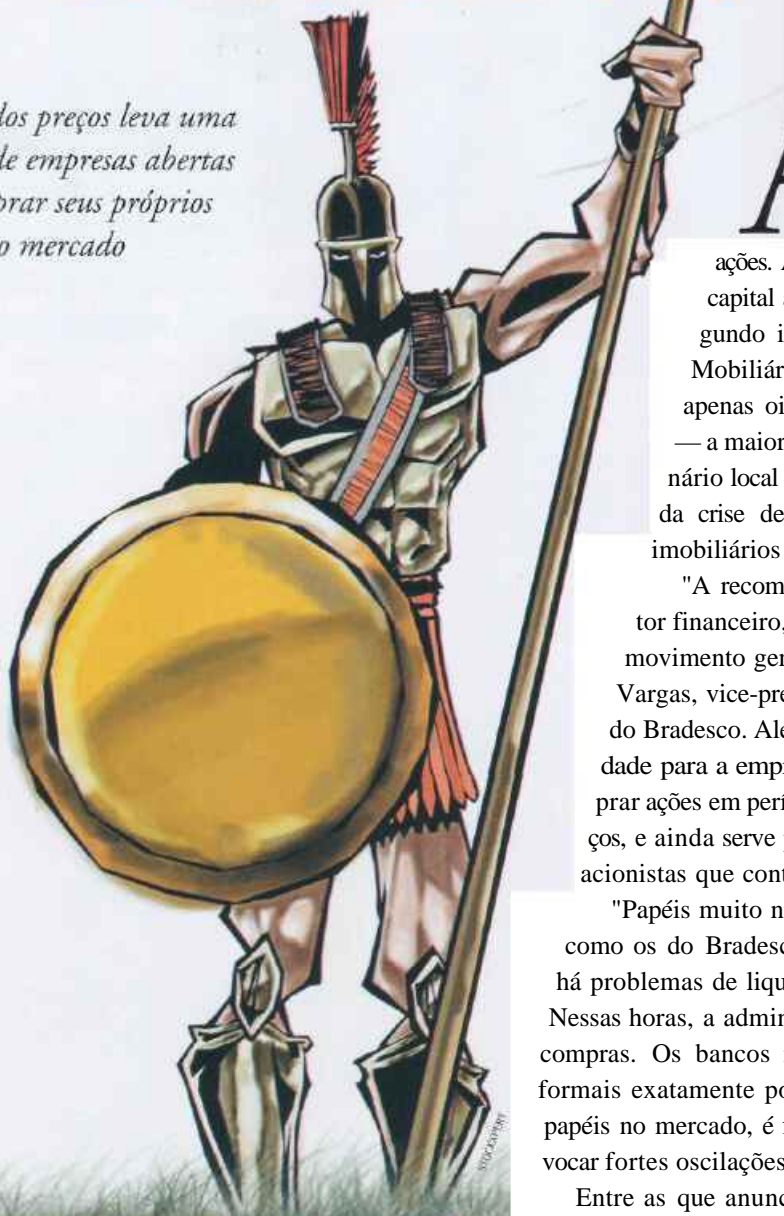 dos preços leva uma
de empresas abertas
prar seus próprios
o mercado
A
ações. A
capital
gundo i
Mobiliár
apenas oi
— a maior
nário local
da crise de
imobiliários
"A recom
tor financeiro,
movimento ger
Vargas, vice-pre
do Bradesco. Ale
dade para a empr
prar ações em perí
ços, e ainda serve
acionistas que cont
"Papéis muito n
como os do Bradesc
há problemas de liqu
Nessas horas, a admin
compras. Os bancos
formais exatamente po
papéis no mercado, é
vocar fortes oscilações
Entre as que anunc
STOCKXPERT